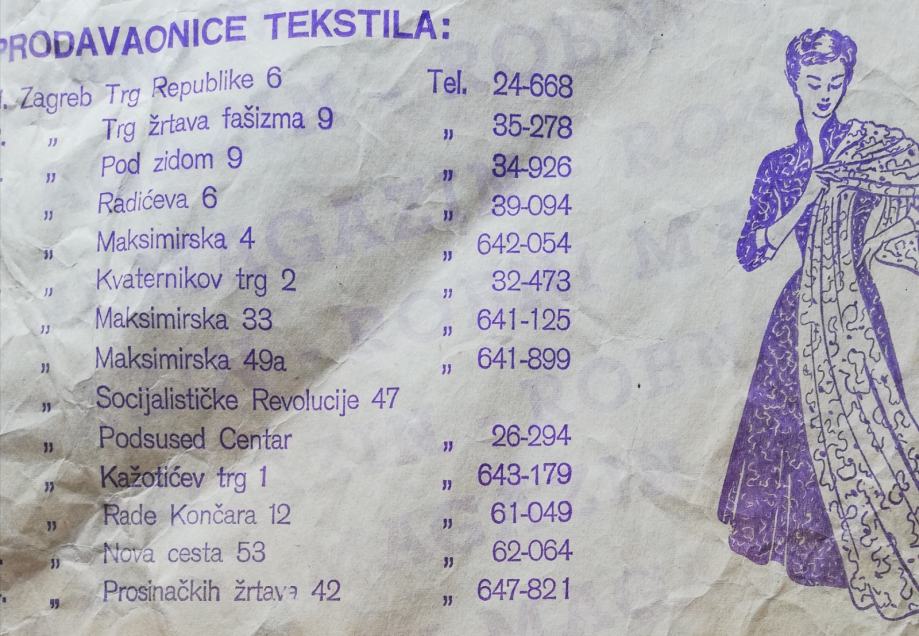 PRODAVAONICE TEKSTILA:
Zagreb Trg Republike 6 Tel. 24-668
„ Trg žrtava fašizma 9 „ 35-278
„ Pod zidom 9 „ 34-926
„ Radićeva 6 „ 39-094
„ Maksimirska 4 „ 642-054
„ Kvaternikov trg 2 „ 32-473
„ Maksimirska 33 „ 641-125
„ Maksimirska 49a „ 641-899
„ Socijalističke Revolucije 47
„ Podsused Centar „ 26-294
„ Kažotićev trg 1 „ 643-179
„ Rade Končara 12 „ 61-049
„ Nova cesta 53 „ 62-064
„ Prosinačkih žrtava 42 „ 647-821